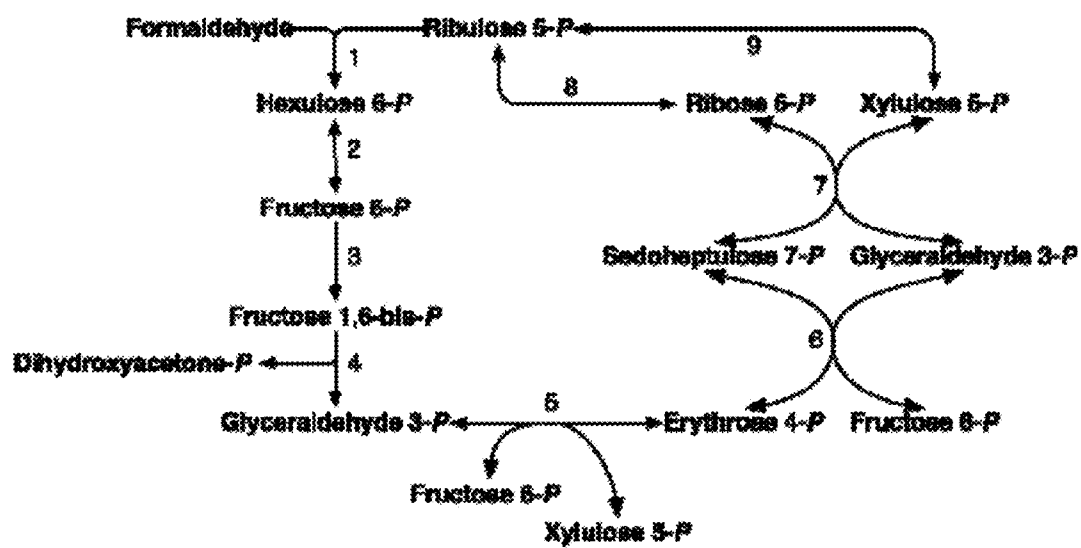 Formaldehyde
Ribulose 5-P
9
1
8
Hexulose 6-P
Ribose 5-P
Xylulose 5-P
2
7
Fructose 6-P
3
Sedoheptulose 7-P
Glyceraldehyde 3-P
Fructose 1,6-bis-P
6
Dihydroxyacetone-P
4
5
Glyceraldehyde 3-P
Erythrose 4-P
Fructose 6-P
Fructose 6-P
Xylulose 5-P